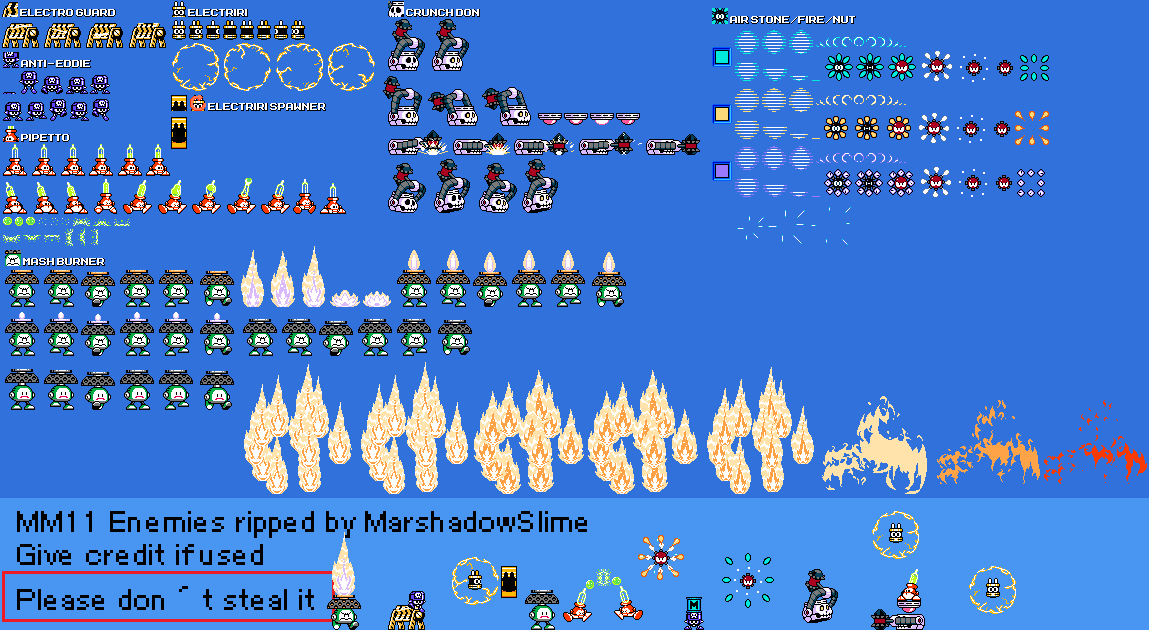 ELECTRO GUARD
ELECTRIRI
CRUNCH DON
AIR STONE/FIRE/NUT
ANTI-EDDIE
ELECTRIRI SPAWNER
PIPETTO
MASH BURNER
MM11 Enemies ripped by MarshadowSlime
Give credit if used
Please don ´ t steal it
M